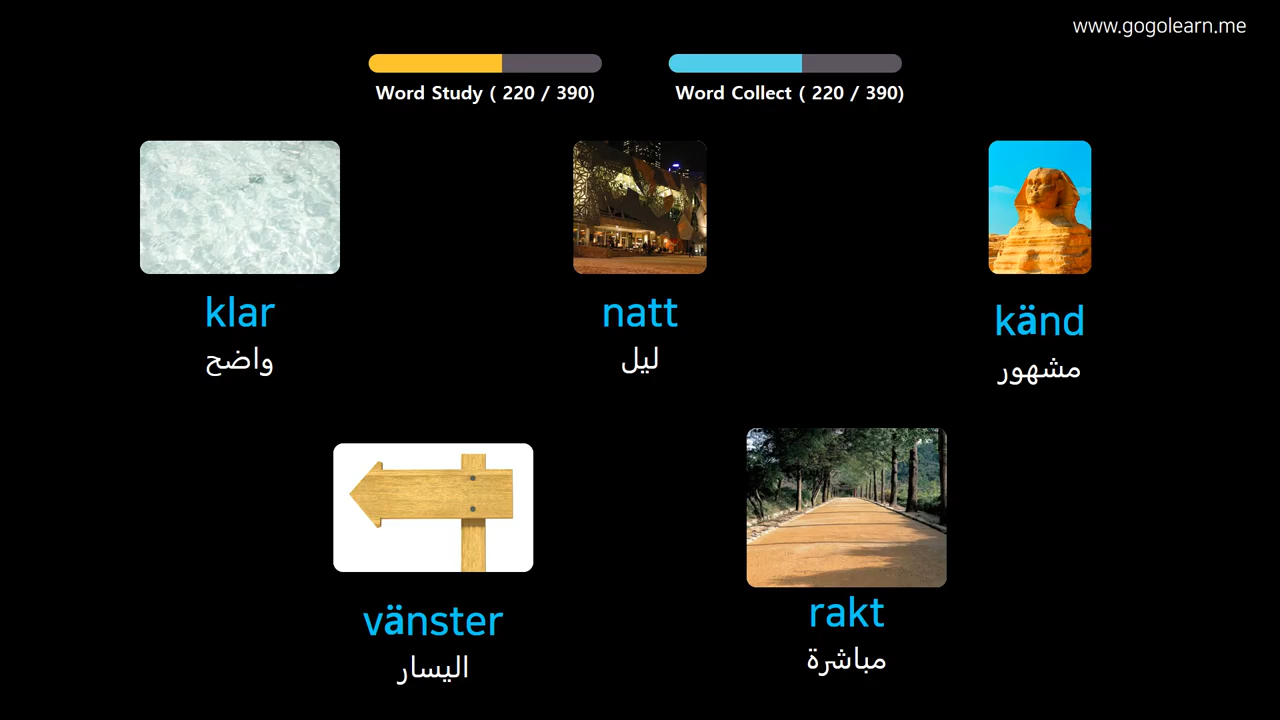 www.gogolearn.me
Word Study ( 220 / 390)
Word Collect ( 220 / 390)
klar
واضح
natt
ليل
känd
مشهور
vänster
اليسار
rakt
مباشرة